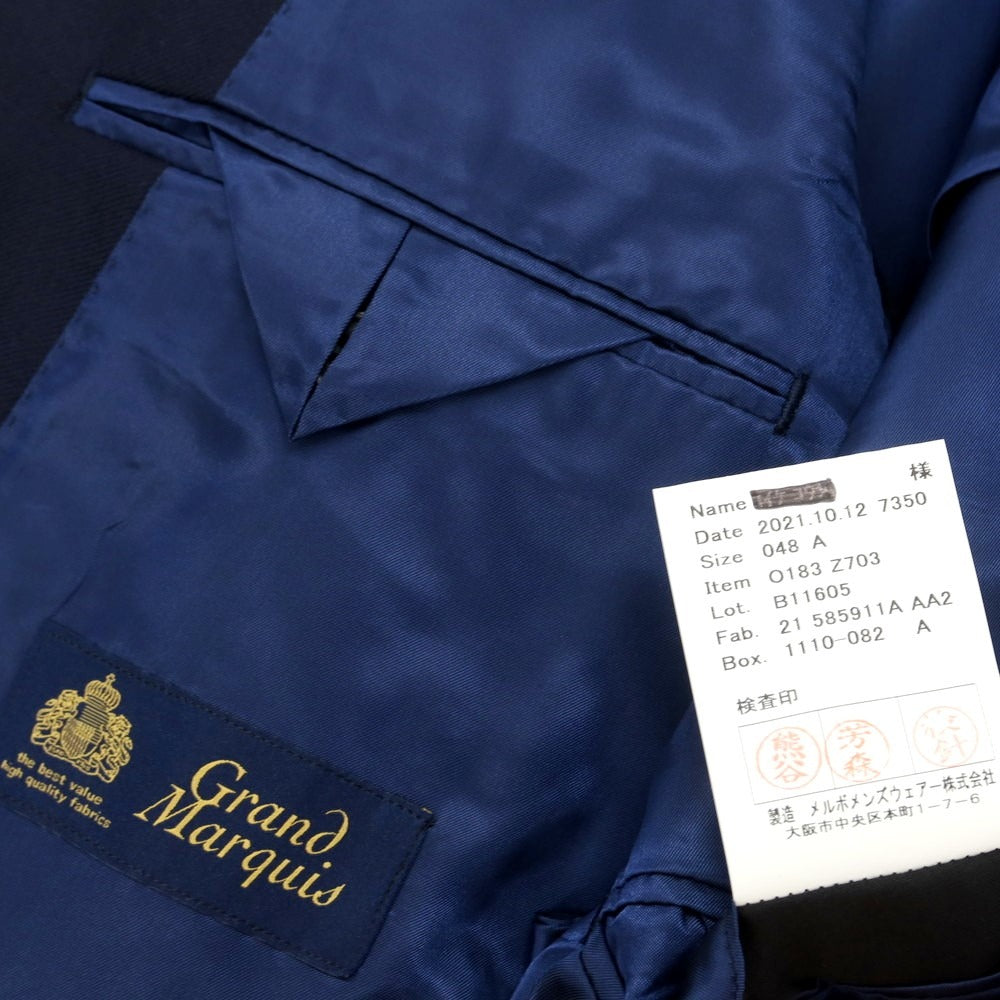 様
Name
Date 2021.10.12 7350
Size 048 A
Item O183 Z703
Lot. B11605
Fab. 21 585911A AA2
Box. 1110-082 A
検査印
熊谷
芳森
製造 メルボメンズウェアー株式会社
大阪市中央区本町1-7-6
the best value
high quality fabrics
Grand
Marquis